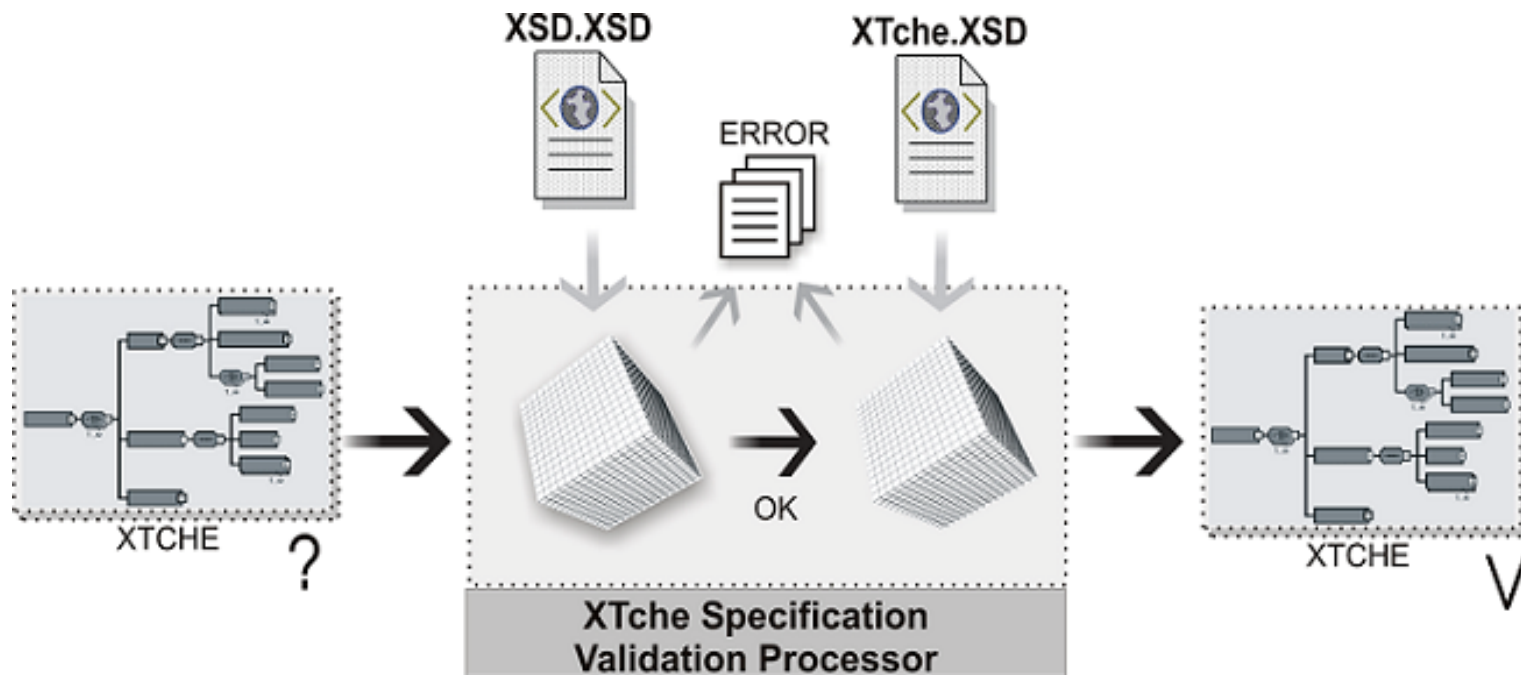 XSD.XSD
XTche.XSD
ERROR
OK
XTCHE
?
XTCHE
V
XTche Specification
Validation Processor